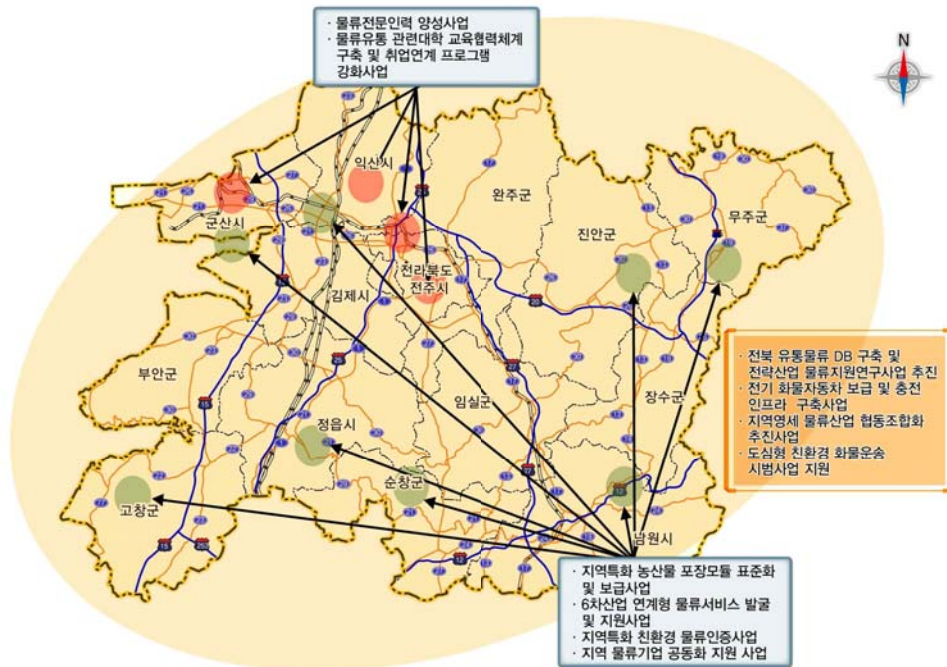 · 물류전문인력 양성사업
· 물류유통 관련대학 교육협력체계
구축 및 취업연계 프로그램
강화사업
N
익산시
완주군
무주군
군산시
진안군
전라북도
전주시
김제시
부안군
임실군
장수군
정읍시
순창군
고창군
남원시
· 전북 유통물류 DB 구축 및
전략산업 물류지원연구사업 추진
· 전기 화물자동차 보급 및 충전
인프라 구축사업
· 지역영세 물류산업 협동조합화
추진사업
· 도심형 친환경 화물운송
시범사업 지원
· 지역특화 농산물 포장모듈 표준화
및 보급사업
· 6차산업 연계형 물류서비스 발굴
및 지원사업
· 지역특화 친환경 물류인증사업
· 지역 물류기업 공동화 지원 사업